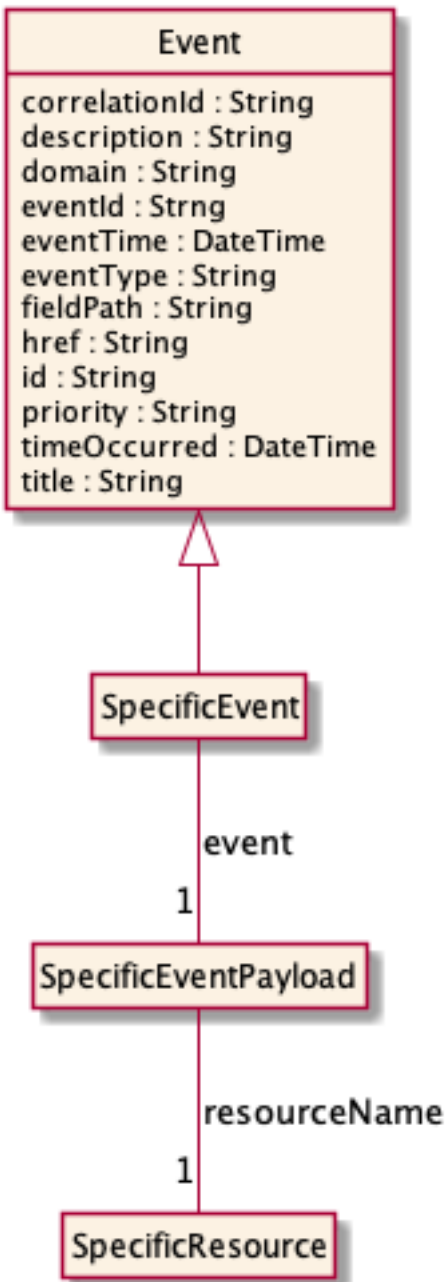 Event
correlationId : String
description : String
domain : String
eventId : Strng
eventTime : DateTime
eventType : String
fieldPath : String
href : String
id : String
priority : String
timeOccurred : DateTime
title : String
SpecificEvent
event
1
SpecificEventPayload
resourceName
1
SpecificResource